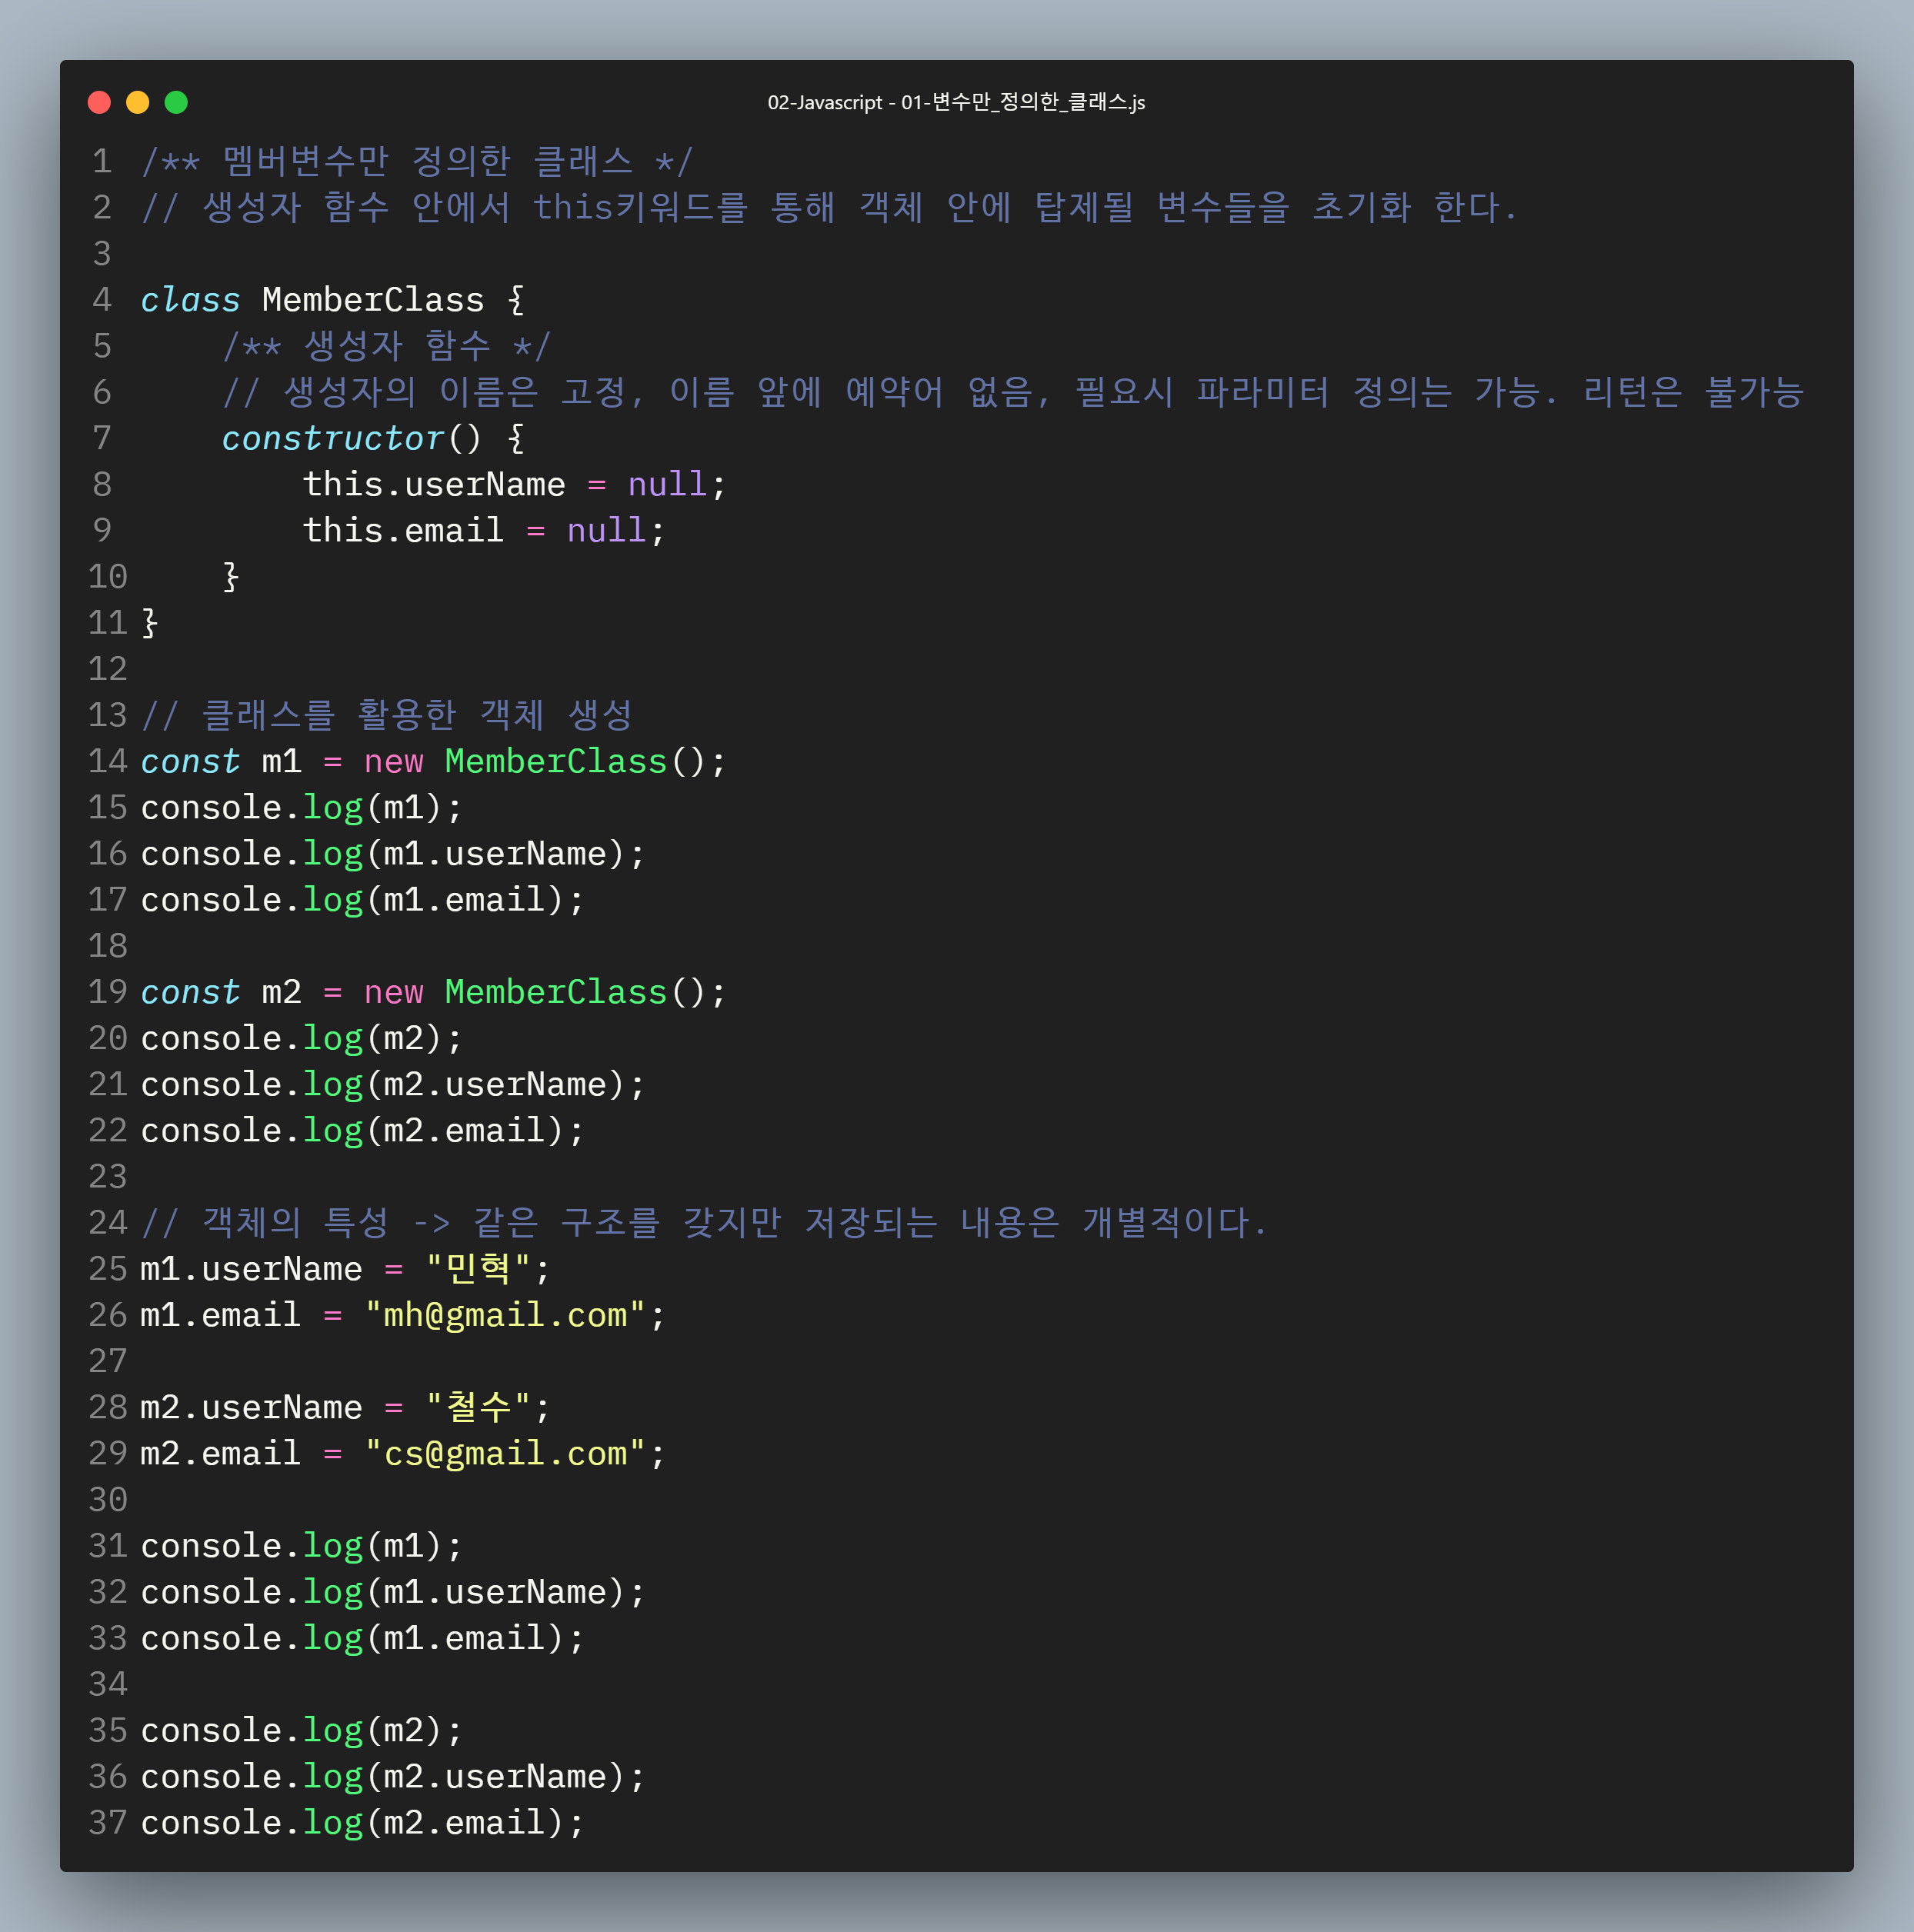 02-Javascript - 01-변수만_정의한_클래스.js
1 /** 멤버변수만 정의한 클래스 */
2 // 생성자 함수 안에서 this키워드를 통해 객체 안에 탑제될 변수들을 초기화 한다.
3
4 class MemberClass {
5     /** 생성자 함수 */
6     // 생성자의 이름은 고정, 이름 앞에 예약어 없음, 필요시 파라미터 정의는 가능. 리턴은 불가능
7     constructor() {
8         this.userName = null;
9         this.email = null;
10     }
11 }
12
13 // 클래스를 활용한 객체 생성
14 const m1 = new MemberClass();
15 console.log(m1);
16 console.log(m1.userName);
17 console.log(m1.email);
18
19 const m2 = new MemberClass();
20 console.log(m2);
21 console.log(m2.userName);
22 console.log(m2.email);
23
24 // 객체의 특성 -> 같은 구조를 갖지만 저장되는 내용은 개별적이다.
25 m1.userName = "민혁";
26 m1.email = "mh@gmail.com";
27
28 m2.userName = "철수";
29 m2.email = "cs@gmail.com";
30
31 console.log(m1);
32 console.log(m1.userName);
33 console.log(m1.email);
34
35 console.log(m2);
36 console.log(m2.userName);
37 console.log(m2.email);